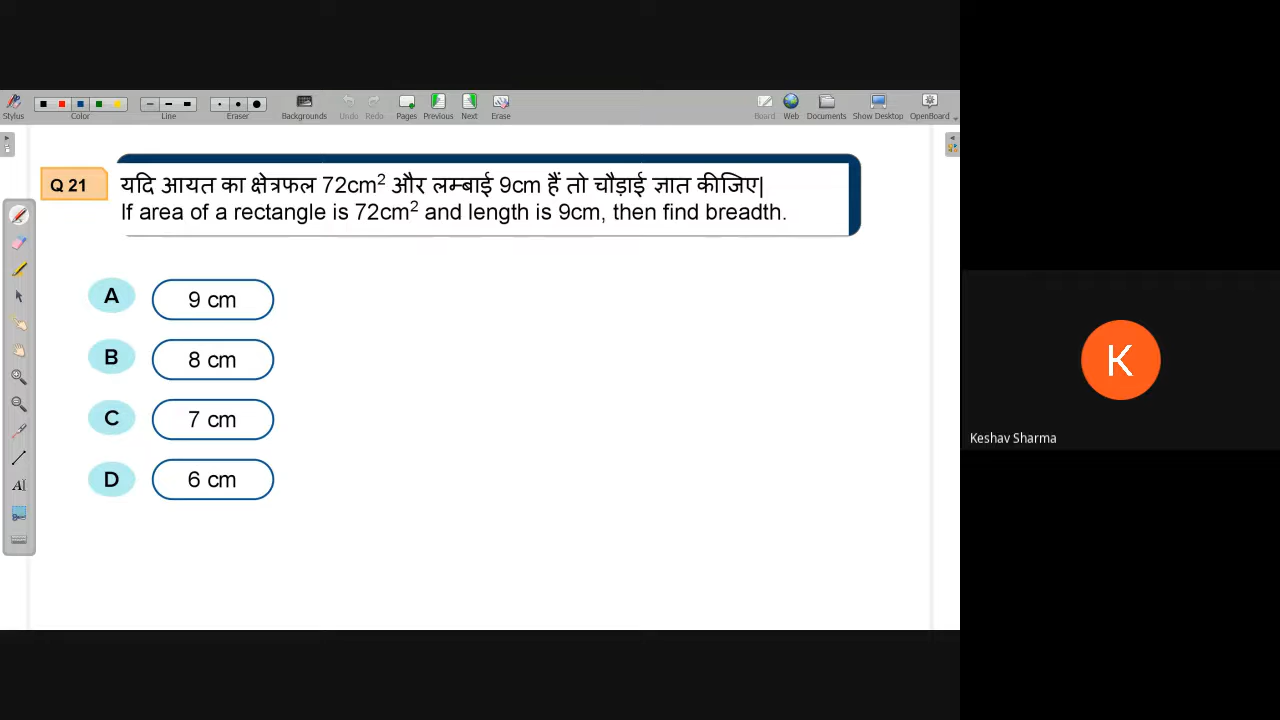 Stylus
Color
Line
Eraser
Backgrounds
Undo
Redo
Pages
Previous
Next
Erase
Board
Web
Documents
Show Desktop
OpenBoard
Q 21
यदि आयत का क्षेत्रफल 72cm² और लम्बाई 9cm हैं तो चौड़ाई ज्ञात कीजिए|
If area of a rectangle is 72cm² and length is 9cm, then find breadth.
A 9 cm
B 8 cm
C 7 cm
D 6 cm
AI
K
Keshav Sharma